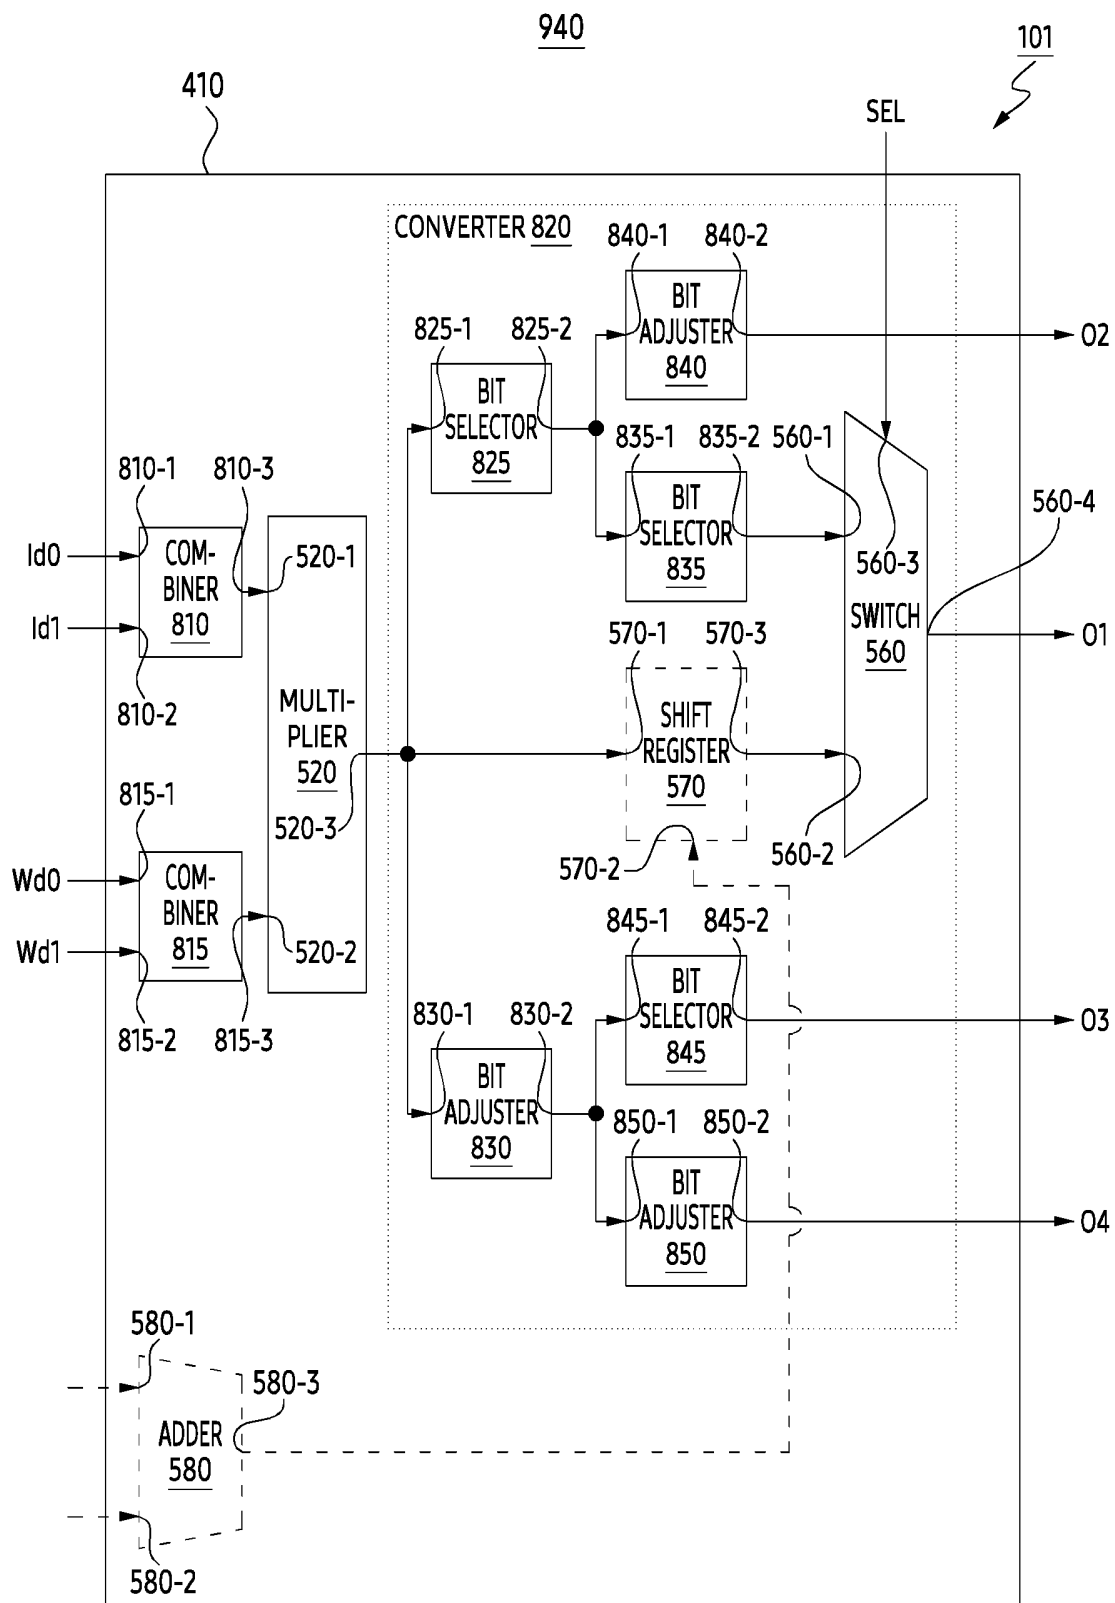 940
101
410
SEL
CONVERTER 820
840-1
840-2
BIT
ADJUSTER
840
O2
825-1
825-2
BIT
SELECTOR
825
835-1
835-2
560-1
BIT
SELECTOR
835
560-3
560-4
810-1
810-3
Id0
COM-
BINER
810
Id1
520-1
810-2
SWITCH
560
O1
570-1
570-3
MULTI-
PLIER
520
SHIFT
REGISTER
570
520-3
570-2
560-2
815-1
Wd0
COM-
BINER
815
Wd1
520-2
815-2
815-3
845-1
845-2
BIT
SELECTOR
845
O3
830-1
830-2
BIT
ADJUSTER
830
850-1
850-2
BIT
ADJUSTER
850
O4
580-1
580-3
ADDER
580
580-2